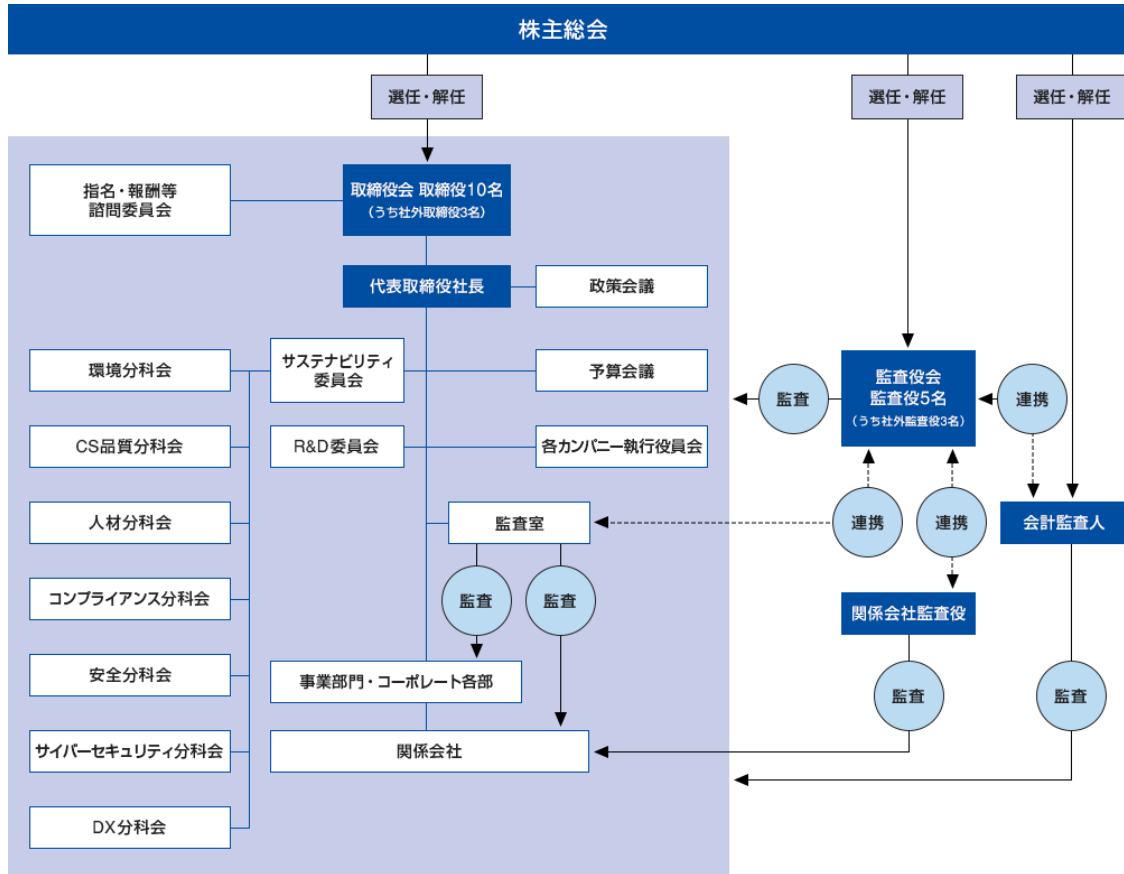 株主総会
選任・解任
選任・解任
選任・解任
指名・報酬等
諮問委員会
取締役会 取締役10名
（うち社外取締役3名）
代表取締役社長
政策会議
環境分科会
サステナビリティ
委員会
予算会議
監査
監査役会
監査役5名
（うち社外監査役3名）
連携
CS品質分科会
R&D委員会
各カンパニー執行役員会
人材分科会
監査室
連携
連携
会計監査人
コンプライアンス分科会
監査
監査
関係会社監査役
安全分科会
事業部門・コーポレート各部
監査
監査
サイバーセキュリティ分科会
関係会社
DX分科会